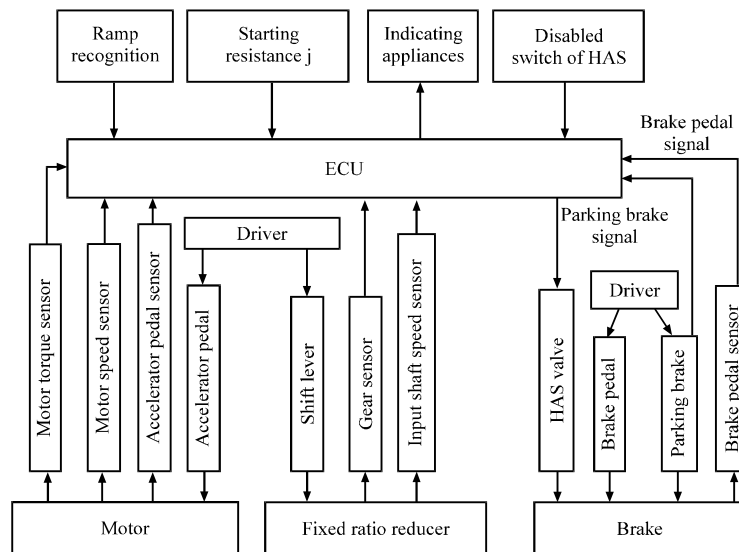 Ramp
recognition
Starting
resistance j
Indicating
appliances
Disabled
switch of HAS
Brake pedal
signal
ECU
Parking brake
signal
Driver
Driver
Motor torque sensor
Motor speed sensor
Accelerator pedal sensor
Accelerator pedal
Shift lever
Gear sensor
Input shaft speed sensor
HAS valve
Brake pedal
Parking brake
Brake pedal sensor
Motor
Fixed ratio reducer
Brake